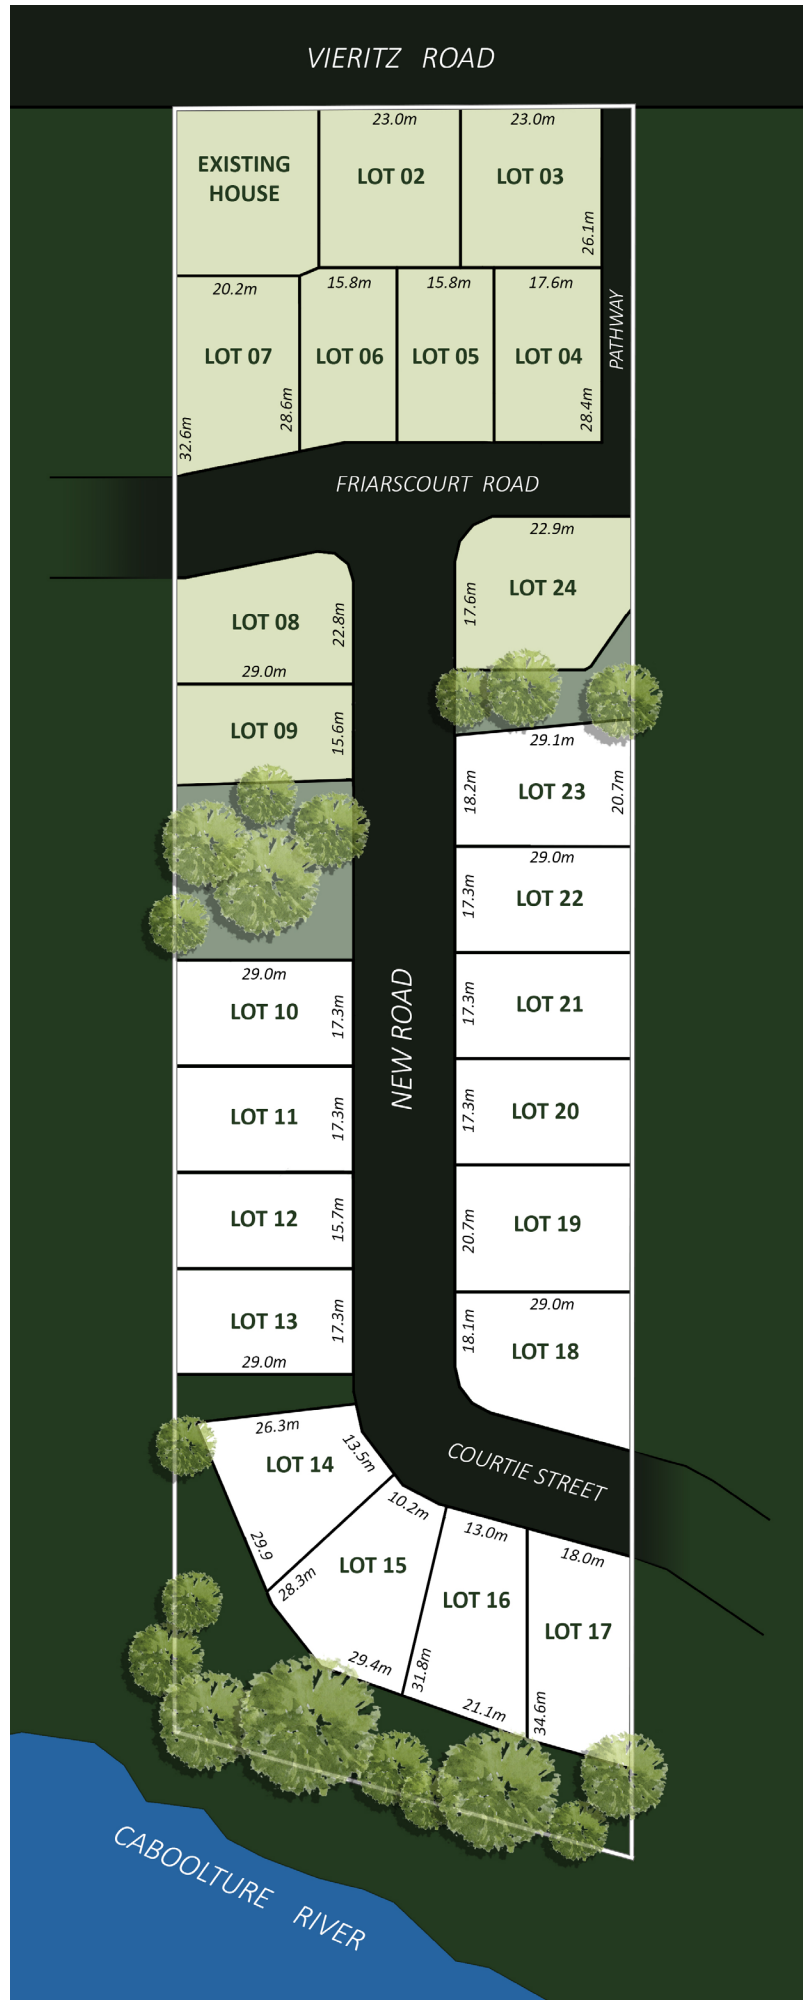 VIERITZ ROAD
23.0m
23.0m
EXISTING
HOUSE
LOT 02
LOT 03
26.1m
20.2m
15.8m
15.8m
17.6m
PATHWAY
LOT 07
LOT 06
LOT 05
LOT 04
32.6m
28.6m
28.4m
FRIARSCOURT ROAD
22.9m
LOT 24
17.6m
LOT 08
22.8m
29.0m
LOT 09
15.6m
29.1m
18.2m
LOT 23
20.7m
29.0m
17.3m
LOT 22
NEW ROAD
29.0m
LOT 10
17.3m
17.3m
LOT 21
LOT 11
17.3m
17.3m
LOT 20
LOT 12
15.7m
20.7m
LOT 19
LOT 13
17.3m
29.0m
29.0m
18.1m
LOT 18
26.3m
LOT 14
13.5m
29.9
COURTIE STREET
10.2m
LOT 15
28.3m
29.4m
13.0m
LOT 16
31.8m
21.1m
18.0m
LOT 17
34.6m
CABOOLTURE RIVER